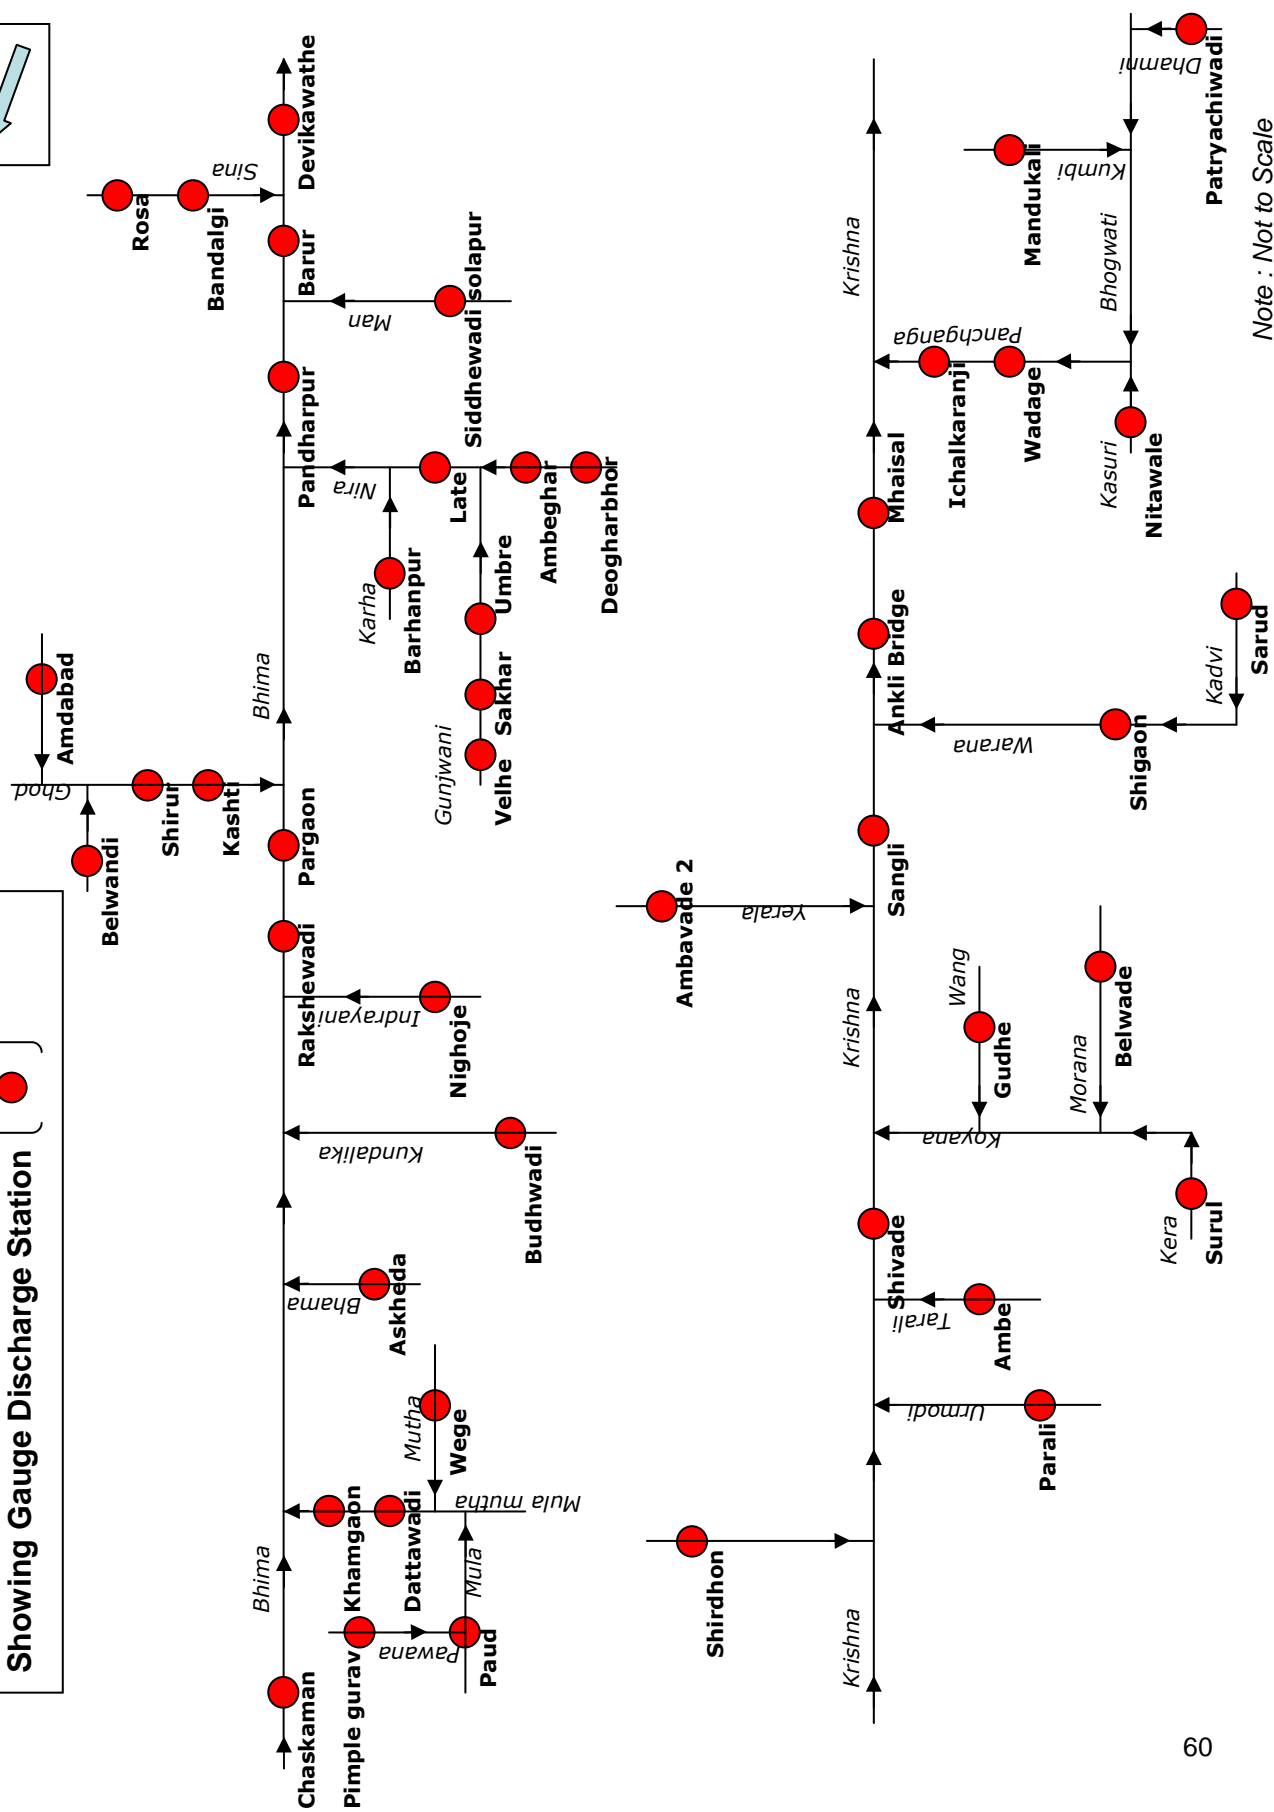 Showing Gauge Discharge Station
Amdabad
Ghod
Belwandi
Shirur
Kashti
Rosa
Bandalgi
Sina
Chaskaman
Bhima
Rakshewadi
Pargaon
Bhima
Pandharpur
Barur
Devikawathe
Pimple gurav
Khamgaon
Dattawadi
Pawana
Paud
Mula
Mula mutha
Mutha
Wege
Bhama
Askheda
Kundalika
Budhwadi
Indrayani
Nighoje
Karha
Barhanpur
Nira
Late
Gunjwani
Velhe
Sakhar
Umbre
Ambeghar
Deogharbhor
Man
Siddhewadi solapur
Shirdhon
Ambavade 2
Yerala
Krishna
Krishna
Krishna
Shivade
Sangli
Ankli Bridge
Mhaisal
Urmodi
Parali
Tarali
Ambe
Koyana
Wang
Gudhe
Morana
Belwade
Kera
Surul
Warana
Shigaon
Kadvi
Sarud
Panchganga
Ichalkaranji
Wadage
Kasuri
Nitawale
Bhogwati
Mandukali
Kumbi
Dhamni
Patryachiwadi
Note : Not to Scale
60